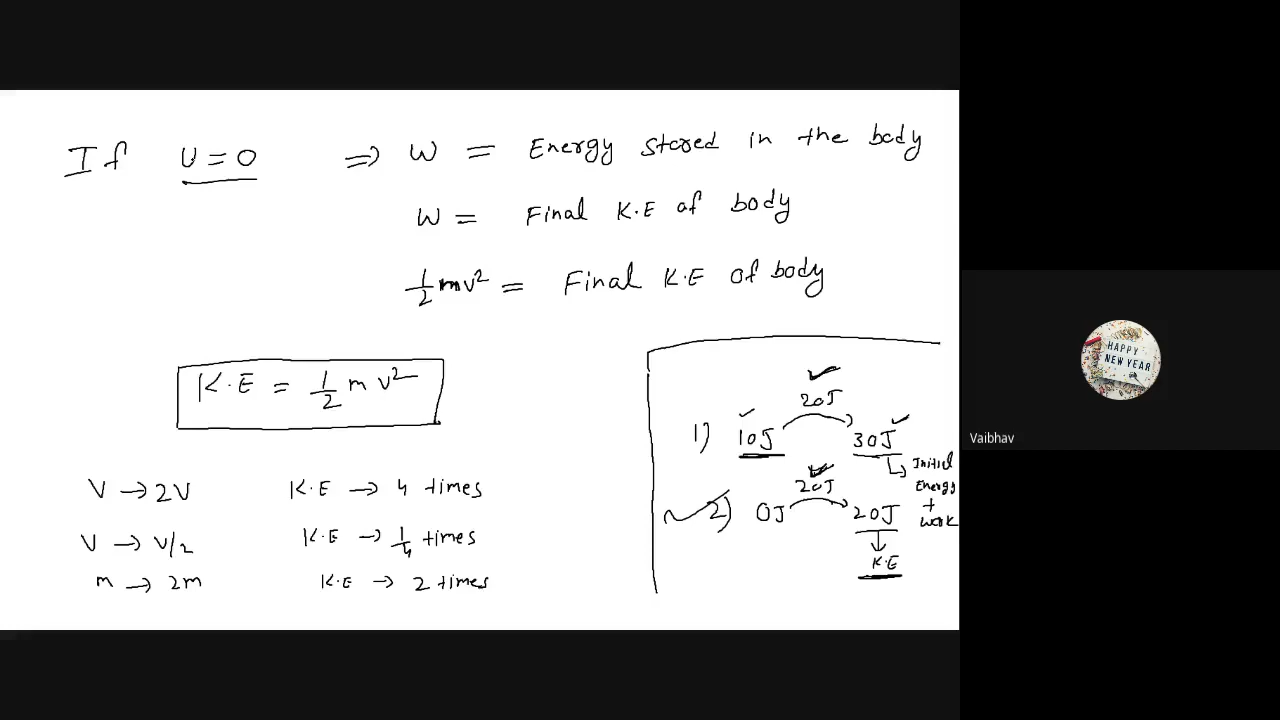 If U=0 ⇒ W = Energy stored in the body
W = Final K.E of body
1/2 mv² = Final K.E of body
K.E = 1/2 m v²
V → 2V K.E → 4 times
V → V/2 K.E → 1/4 times
m → 2m K.E → 2 times
20J
1) 10J 30J
Initial
Energy
+
work
20J
2) 0J 20J
K.E
HAPPY
NEW YEAR
Vaibhav